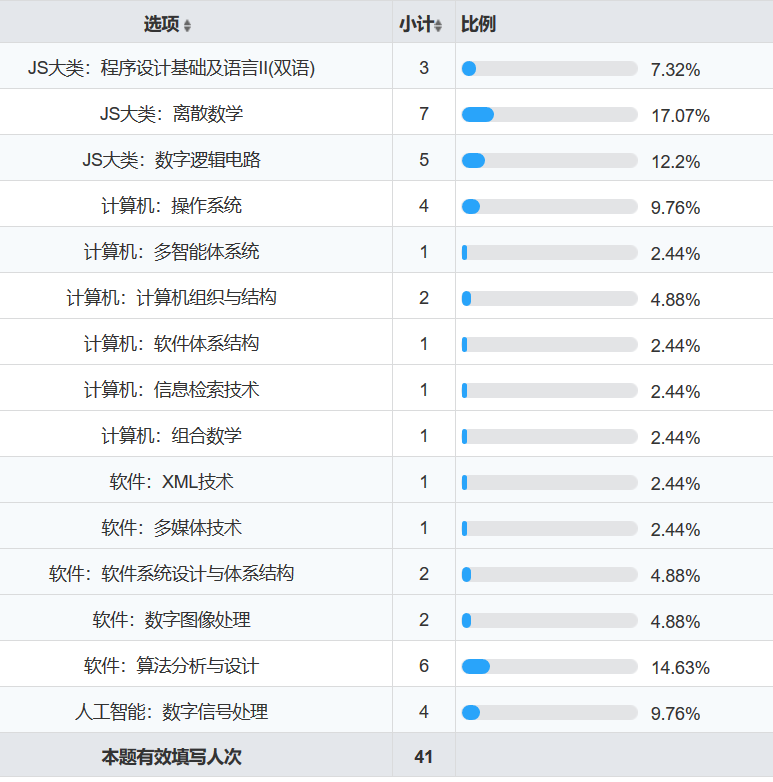 选项 小计 比例
JS大类：程序设计基础及语言II(双语) 3 7.32%
JS大类：离散数学 7 17.07%
JS大类：数字逻辑电路 5 12.2%
计算机：操作系统 4 9.76%
计算机：多智能体系统 1 2.44%
计算机：计算机组织与结构 2 4.88%
计算机：软件体系结构 1 2.44%
计算机：信息检索技术 1 2.44%
计算机：组合数学 1 2.44%
软件：XML技术 1 2.44%
软件：多媒体技术 1 2.44%
软件：软件系统设计与体系结构 2 4.88%
软件：数字图像处理 2 4.88%
软件：算法分析与设计 6 14.63%
人工智能：数字信号处理 4 9.76%
本题有效填写人次 41